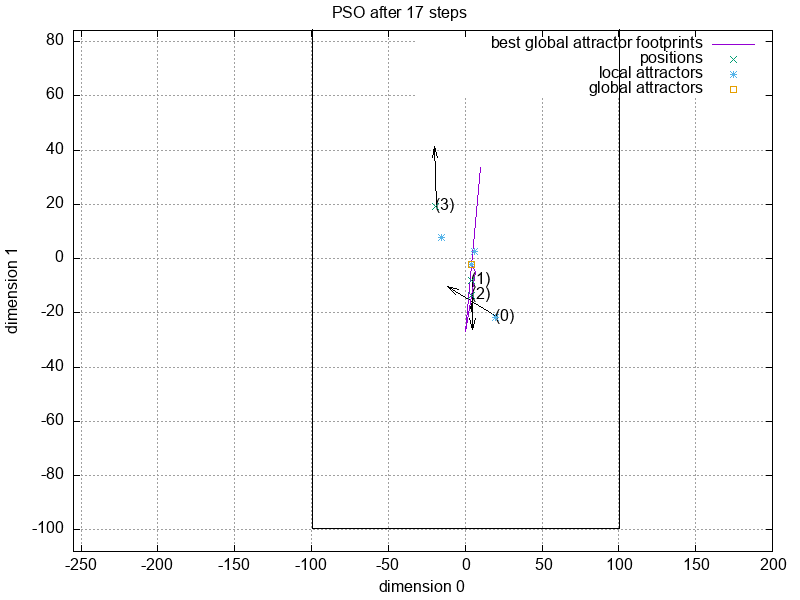 PSO after 17 steps
best global attractor footprints
positions
local attractors
global attractors
80
60
40
20
0
-20
-40
-60
-80
-100
dimension 1
(3)
(1)
(2)
(0)
-250 -200 -150 -100 -50 0 50 100 150 200
dimension 0